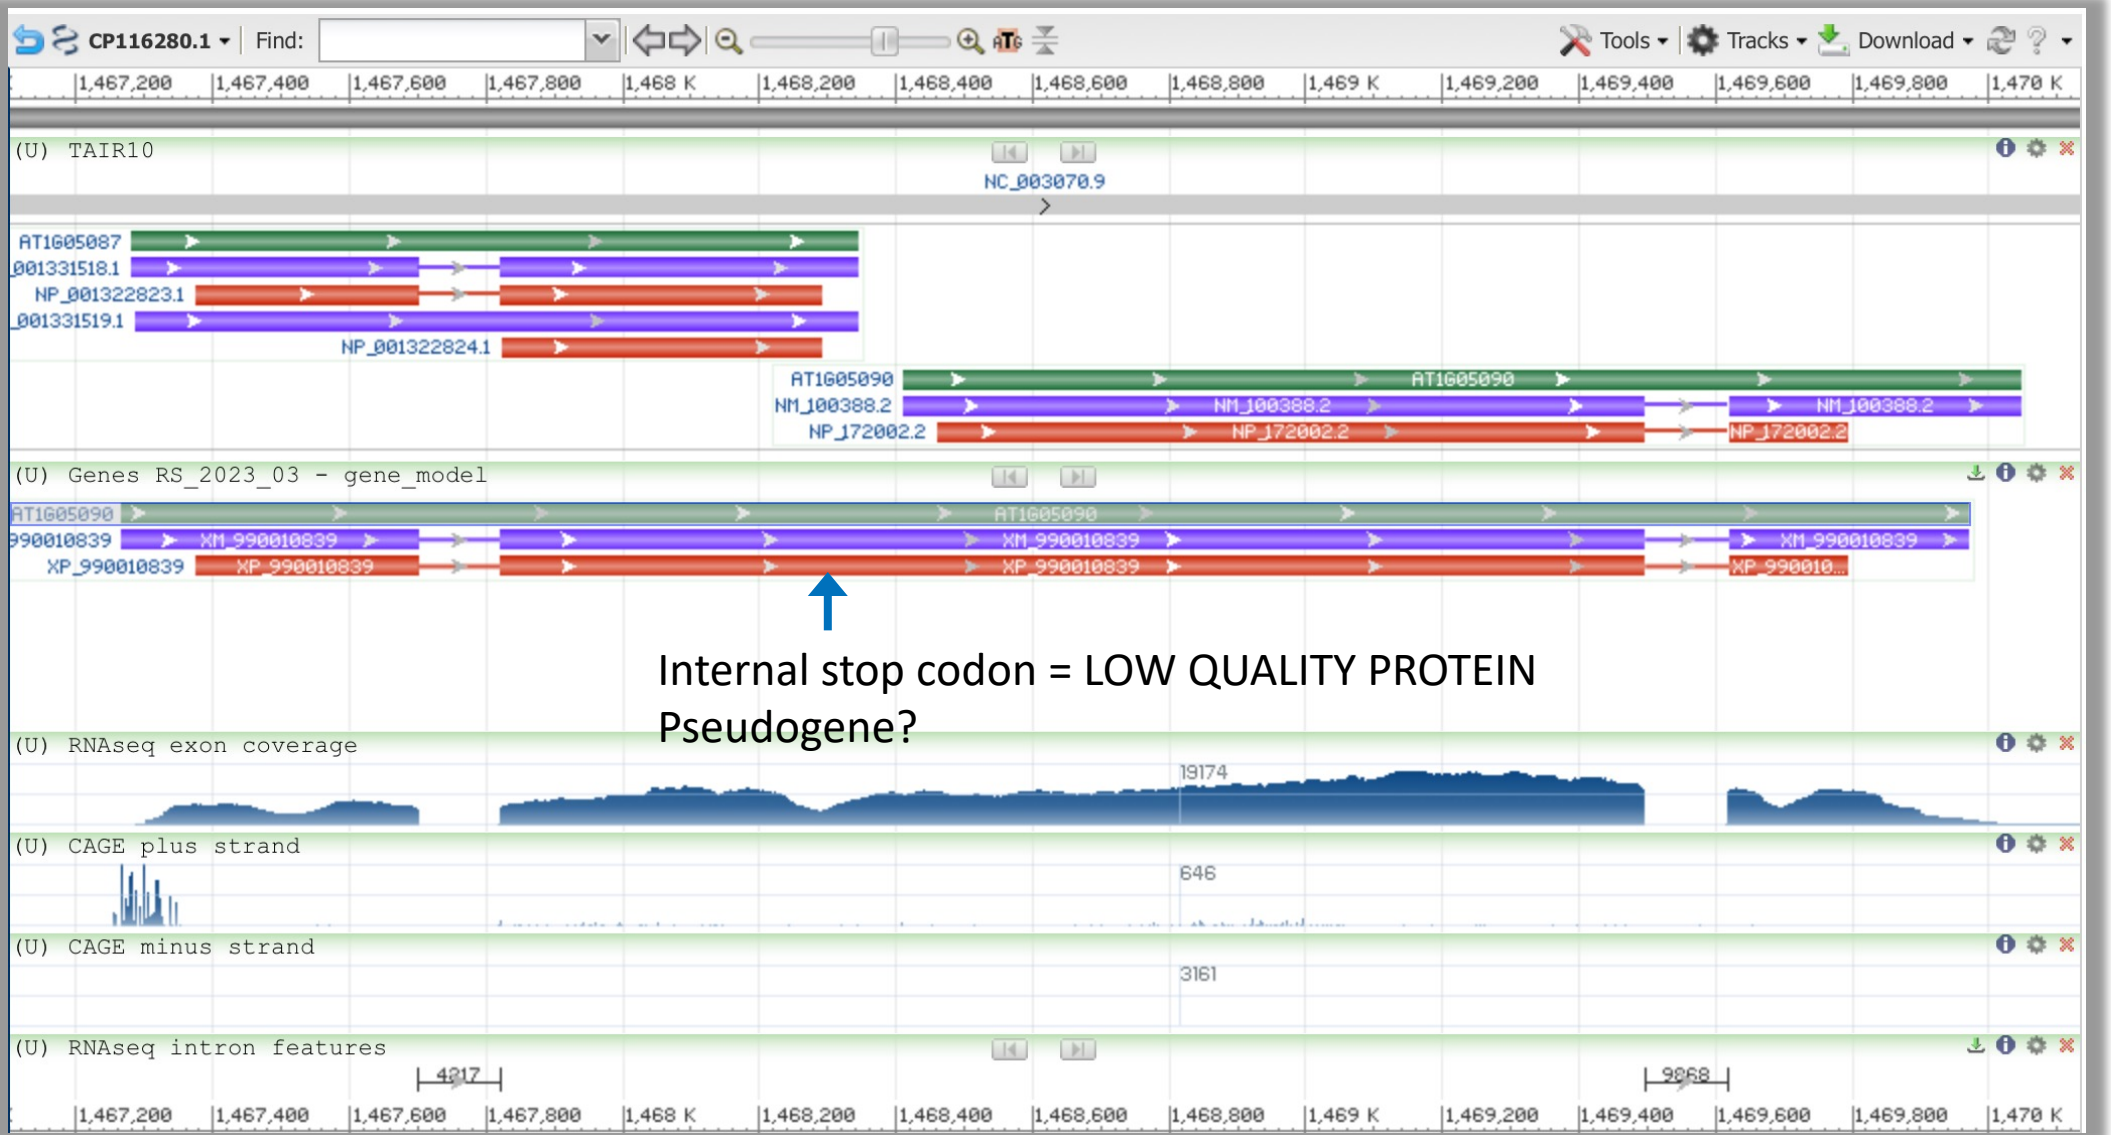 CP116280.1 Find: ATG Tools Tracks Download ?
1,467,200 1,467,400 1,467,600 1,467,800 1,468 K 1,468,200 1,468,400 1,468,600 1,468,800 1,469 K 1,469,200 1,469,400 1,469,600 1,469,800 1,470 K
(U) TAIR10
NC_003070.9
AT1G05087
_001331518.1
NP_001322823.1
_001331519.1
NP_001322824.1
AT1G05090 AT1G05090
NM_100388.2 NM_100388.2 NM_100388.2
NP_172002.2 NP_172002.2 NP_172002.2
(U) Genes RS_2023_03 - gene_model
AT1G05090 AT1G05090
990010839 XM_990010839 XM_990010839 XM_990010839
XP_990010839 XP_990010839 XP_990010839 XP_990010...
Internal stop codon = LOW QUALITY PROTEIN
Pseudogene?
(U) RNAseq exon coverage
19174
(U) CAGE plus strand
646
(U) CAGE minus strand
3161
(U) RNAseq intron features
4217 9868
1,467,200 1,467,400 1,467,600 1,467,800 1,468 K 1,468,200 1,468,400 1,468,600 1,468,800 1,469 K 1,469,200 1,469,400 1,469,600 1,469,800 1,470 K